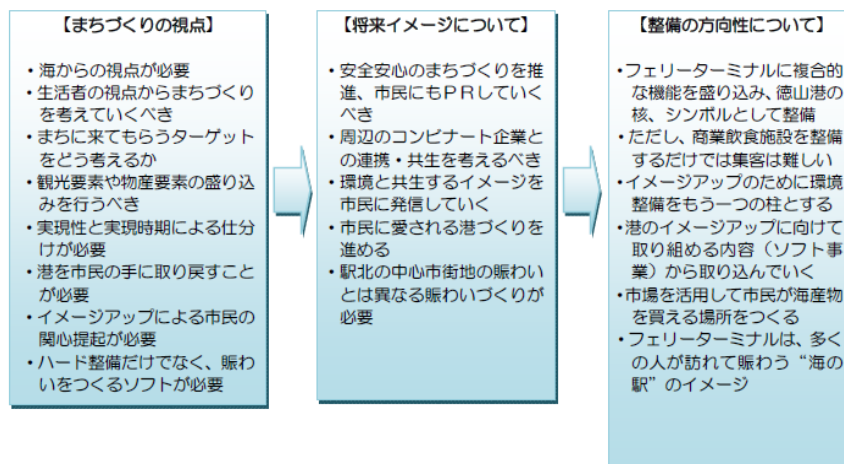 【まちづくりの視点】
・海からの視点が必要
・生活者の視点からまちづくり
を考えていくべき
・まちに来てもらうターゲット
をどう考えるか
・観光要素や物産要素の盛り込
みを行うべき
・実現性と実現時期による仕分
けが必要
・港を市民の手に取り戻すこと
が必要
・イメージアップによる市民の
関心提起が必要
・ハード整備だけでなく、賑わ
いをつくるソフトが必要
【将来イメージについて】
・安全安心のまちづくりを推
進、市民にもPRしていく
べき
・周辺のコンビナート企業と
の連携・共生を考えるべき
・環境と共生するイメージを
市民に発信していく
・市民に愛される港づくりを
進める
・駅北の中心市街地の賑わい
とは異なる賑わいづくりが
必要
【整備の方向性について】
・フェリーターミナルに複合的
な機能を盛り込み、徳山港の
核、シンボルとして整備
・ただし、商業飲食施設を整備
するだけでは集客は難しい
・イメージアップのために環境
整備をもう一つの柱とする
・港のイメージアップに向けて
取り組める内容（ソフト事
業）から取り込んでいく
・市場を活用して市民が海産物
を買える場所をつくる
・フェリーターミナルは、多く
の人が訪れて賑わう“海の
駅”のイメージ